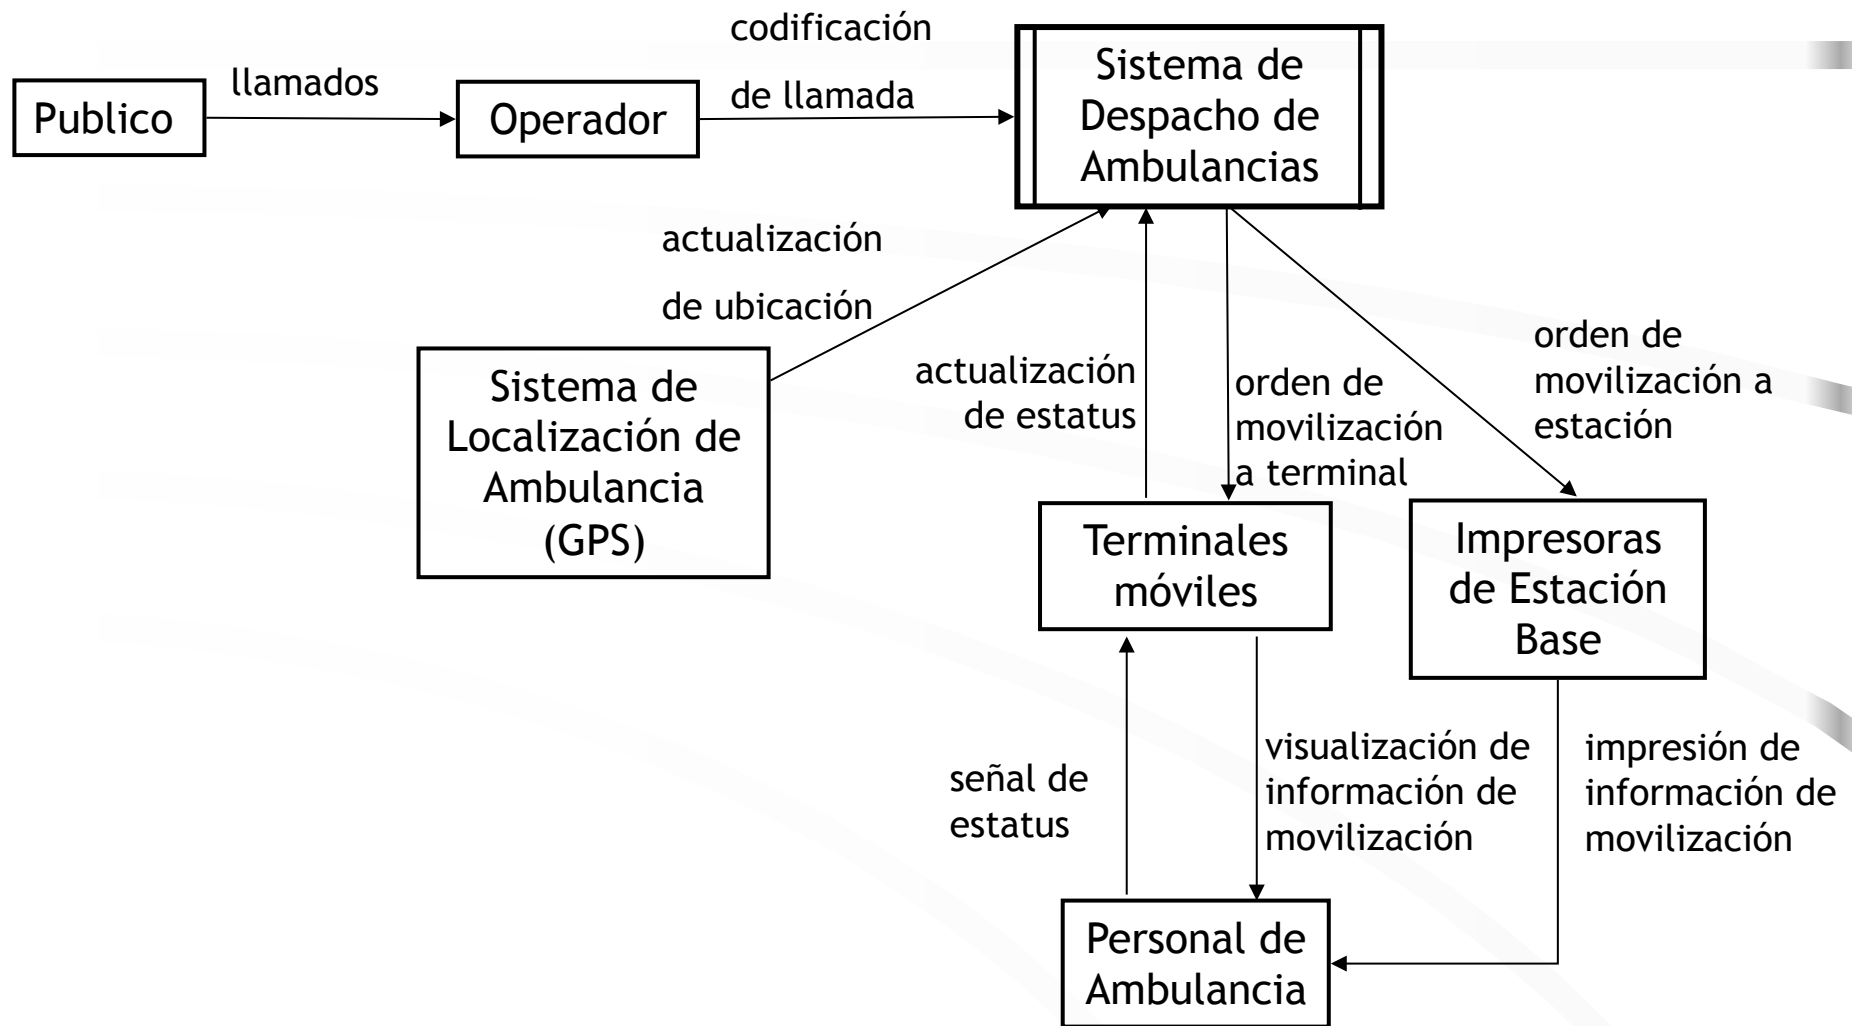 codificación
de llamada
llamados
Publico
Operador
Sistema de
Despacho de
Ambulancias
actualización
de ubicación
Sistema de
Localización de
Ambulancia
(GPS)
actualización
de estatus
orden de
movilización
a terminal
orden de
movilización a
estación
Terminales
móviles
Impresoras
de Estación
Base
señal de
estatus
visualización de
información de
movilización
impresión de
información de
movilización
Personal de
Ambulancia